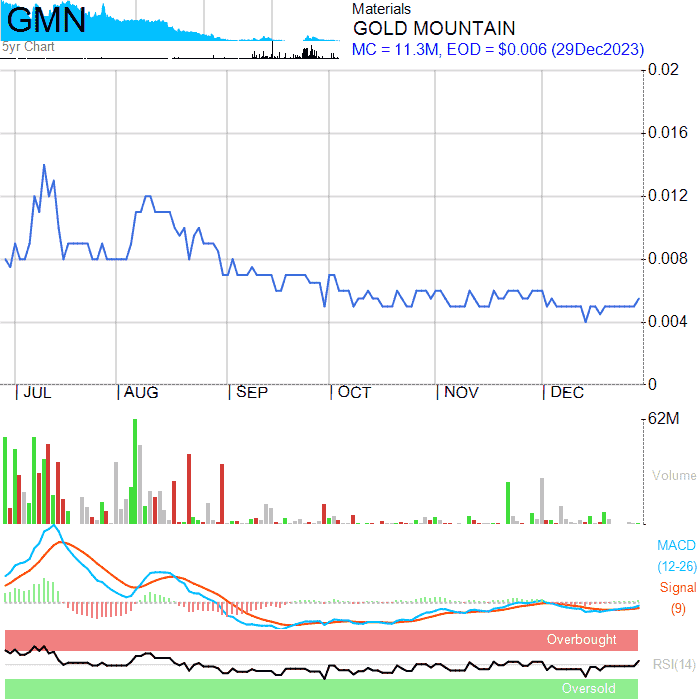 GMN
5yr Chart
Materials
GOLD MOUNTAIN
MC = 11.3M, EOD = $0.006 (29Dec2023)
0.02
0.016
0.012
0.008
0.004
0
JUL AUG SEP OCT NOV DEC
62M
Volume
MACD
(12-26)
Signal
(9)
Overbought
RSI(14)
Oversold